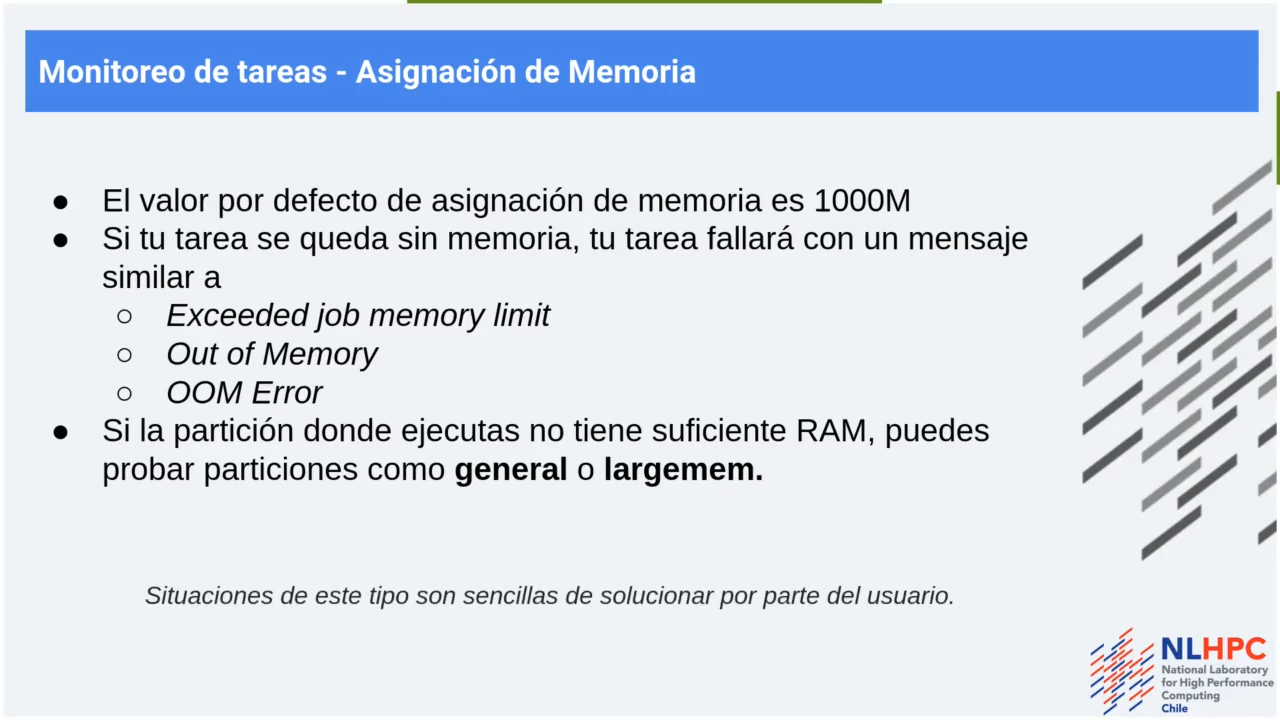 Monitoreo de tareas - Asignación de Memoria
● El valor por defecto de asignación de memoria es 1000M
● Si tu tarea se queda sin memoria, tu tarea fallará con un mensaje
similar a
○ Exceeded job memory limit
○ Out of Memory
○ OOM Error
● Si la partición donde ejecutas no tiene suficiente RAM, puedes
probar particiones como general o largemem.
Situaciones de este tipo son sencillas de solucionar por parte del usuario.
NLHPC
National Laboratory
for High Performance
Computing
Chile